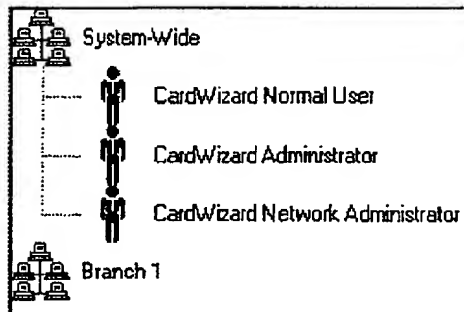 System-Wide
CardWizard Normal User
CardWizard Administrator
CardWizard Network Administrator
Branch 1